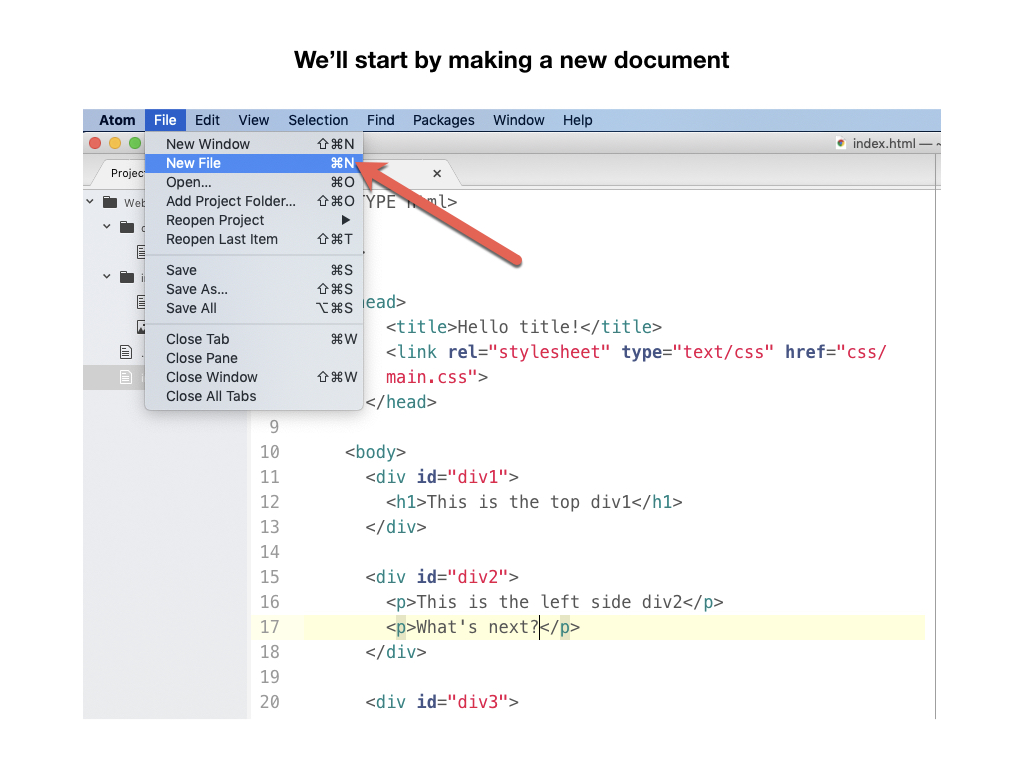 We’ll start by making a new document
Atom File Edit View Selection Find Packages Window Help
index.html — ~
New Window ⇧⌘N
New File ⌘N
Open... ⌘O
Add Project Folder... ⇧⌘O
Reopen Project ▶
Reopen Last Item ⇧⌘T
Save ⌘S
Save As... ⇧⌘S
Save All ⌥⌘S
Close Tab ⌘W
Close Pane
Close Window ⇧⌘W
Close All Tabs
Projec
Web
TYPE html>
ead>
<title>Hello title!</title>
<link rel="stylesheet" type="text/css" href="css/
main.css">
</head>
9
10 <body>
11 <div id="div1">
12 <h1>This is the top div1</h1>
13 </div>
14
15 <div id="div2">
16 <p>This is the left side div2</p>
17 <p>What's next?</p>
18 </div>
19
20 <div id="div3">